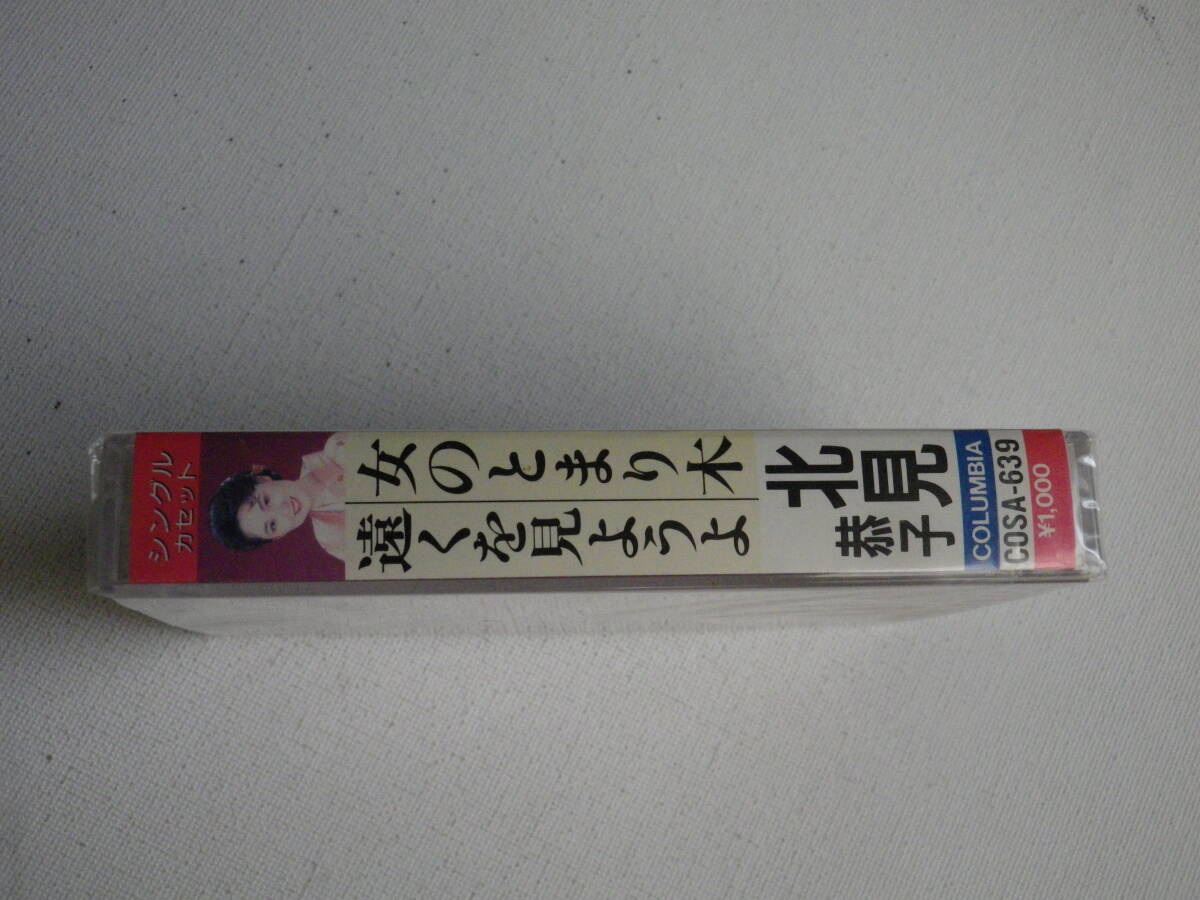 シングル
カセット
女のとまり木
遠くを見ようよ
北見
恭子
COLUMBIA
COSA-639
¥1,000